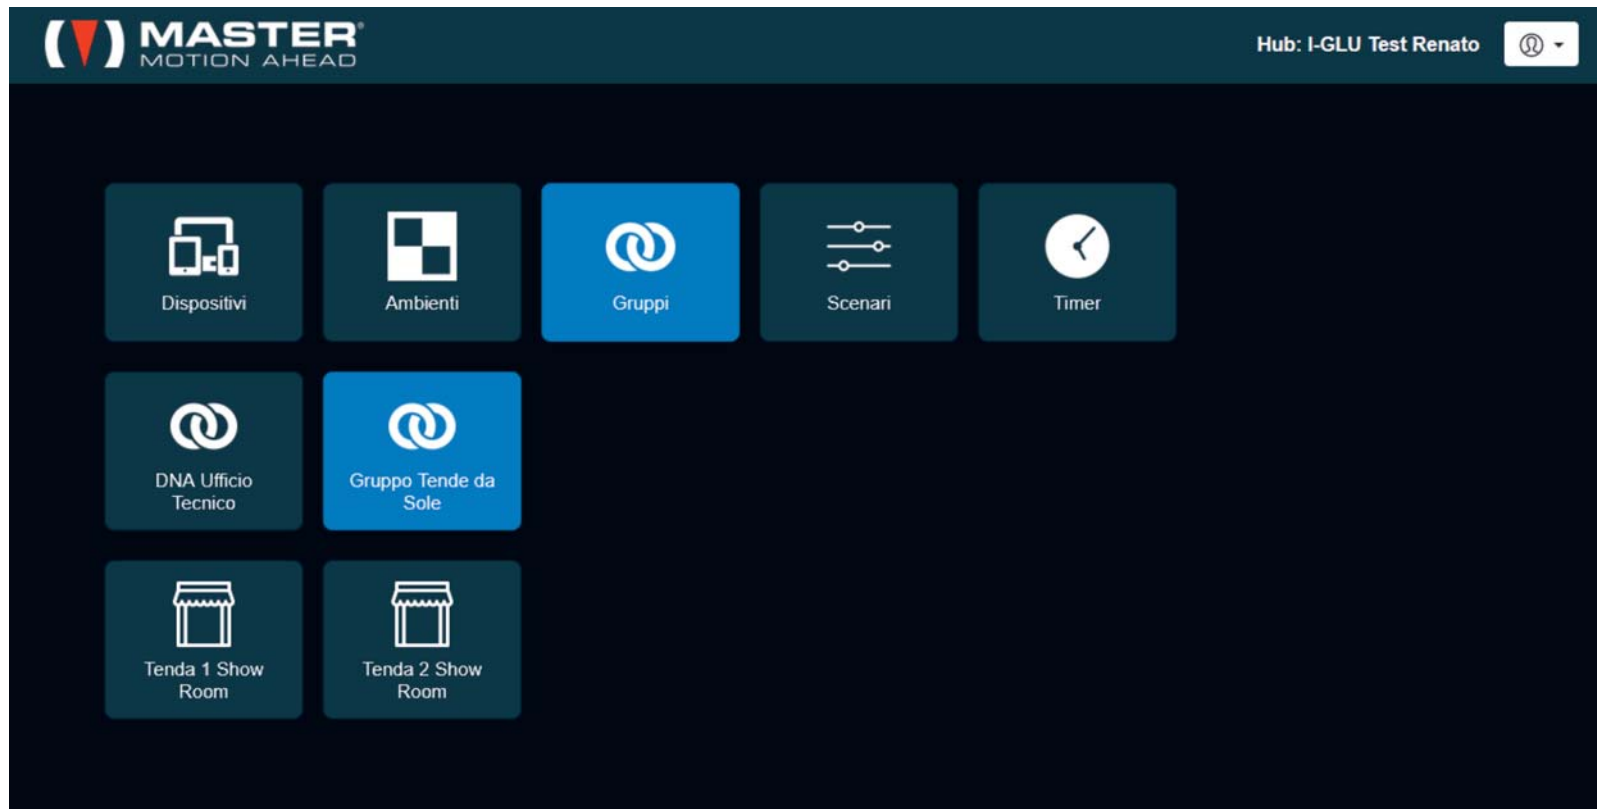 MASTER®
MOTION AHEAD
Hub: I-GLU Test Renato
Dispositivi
Ambienti
Gruppi
Scenari
Timer
DNA Ufficio
Tecnico
Gruppo Tende da
Sole
Tenda 1 Show
Room
Tenda 2 Show
Room